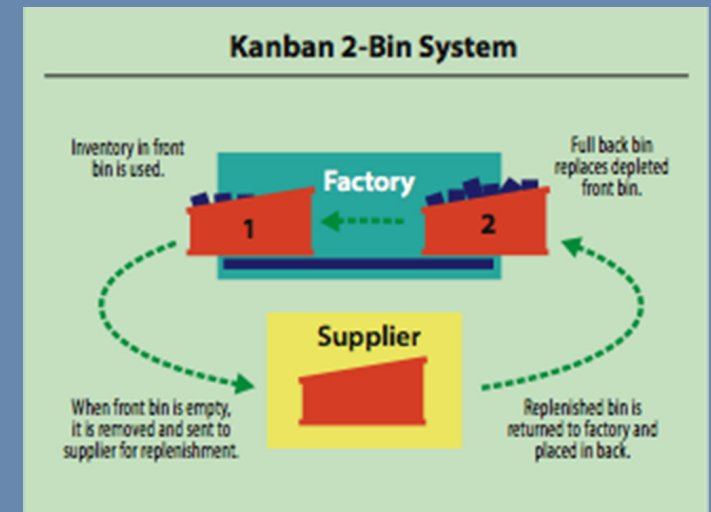 Kanban 2-Bin System
Inventory in front
bin is used.
Factory
Full back bin
replaces depleted
front bin.
1
2
Supplier
When front bin is empty,
it is removed and sent to
supplier for replenishment.
Replenished bin is
returned to factory and
placed in back.